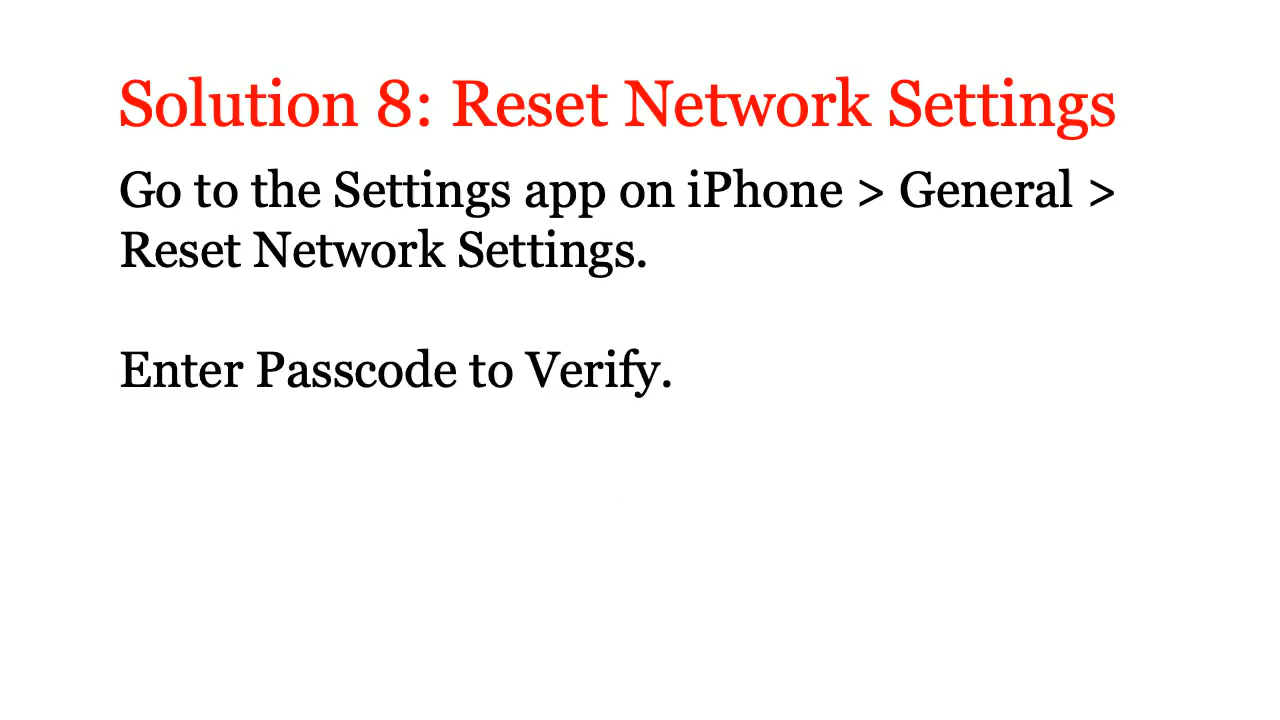 Solution 8: Reset Network Settings
Go to the Settings app on iPhone > General >
Reset Network Settings.
Enter Passcode to Verify.